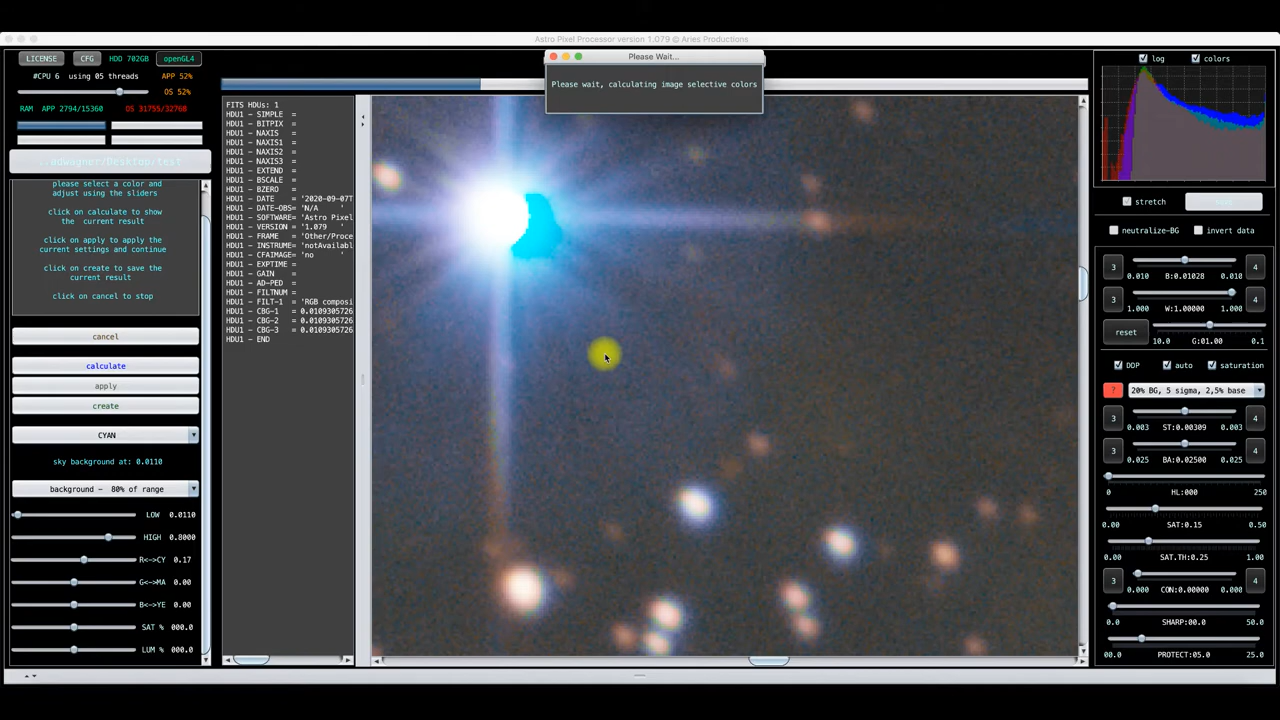 Astro Pixel Processor version 1.079 @ Aries Productions
LICENSE
CFG
HDD 702GB
openGL4
#CPU 6 using 05 threads
APP 52%
OS 52%
RAM APP 2794/15360
OS 31755/32768
..adwagner/Desktop/test
please select a color and
adjust using the sliders
click on calculate to show
the current result
click on apply to apply the
current settings and continue
click on create to save the
current result
click on cancel to stop
cancel
calculate
apply
create
CYAN
sky background at: 0.0110
background - 80% of range
LOW 0.0110
HIGH 0.8000
R<->CY 0.17
G<->MA 0.00
B<->YE 0.00
SAT % 000.0
LUM % 000.0
FITS HDUs: 1
HDU1 - SIMPLE =
HDU1 - BITPIX =
HDU1 - NAXIS =
HDU1 - NAXIS1 =
HDU1 - NAXIS2 =
HDU1 - NAXIS3 =
HDU1 - EXTEND =
HDU1 - BSCALE =
HDU1 - BZERO =
HDU1 - DATE = '2020-09-07T
HDU1 - DATE-OBS= 'N/A '
HDU1 - SOFTWARE= 'Astro Pixel
HDU1 - VERSION = '1.079
HDU1 - FRAME = 'Other/Proce
HDU1 - INSTRUME= 'notAvailabl
HDU1 - CFAIMAGE= 'no '
HDU1 - EXPTIME =
HDU1 - GAIN =
HDU1 - AD-PED =
HDU1 - FILTNUM =
HDU1 - FILT-1 = 'RGB composi
HDU1 - CBG-1 = 0.0109305726
HDU1 - CBG-2 = 0.0109305726
HDU1 - CBG-3 = 0.0109305726
HDU1 - END
Please Wait...
Please wait, calculating image selective colors
log
colors
stretch
neutralize-BG
invert data
3
4
0.010 B:0.01028 0.010
3
4
1.000 W:1.00000 1.000
reset
10.0 G:01.00 0.1
DDP
auto
saturation
?
20% BG, 5 sigma, 2,5% base
3
4
0.003 ST:0.00309 0.003
3
4
0.025 BA:0.02500 0.025
0 HL:000 250
0.00 SAT:0.15 0.50
0.00 SAT.TH:0.25 1.00
3
4
0.000 CON:0.00000 0.000
0.0 SHARP:00.0 50.0
00.0 PROTECT:05.0 25.0